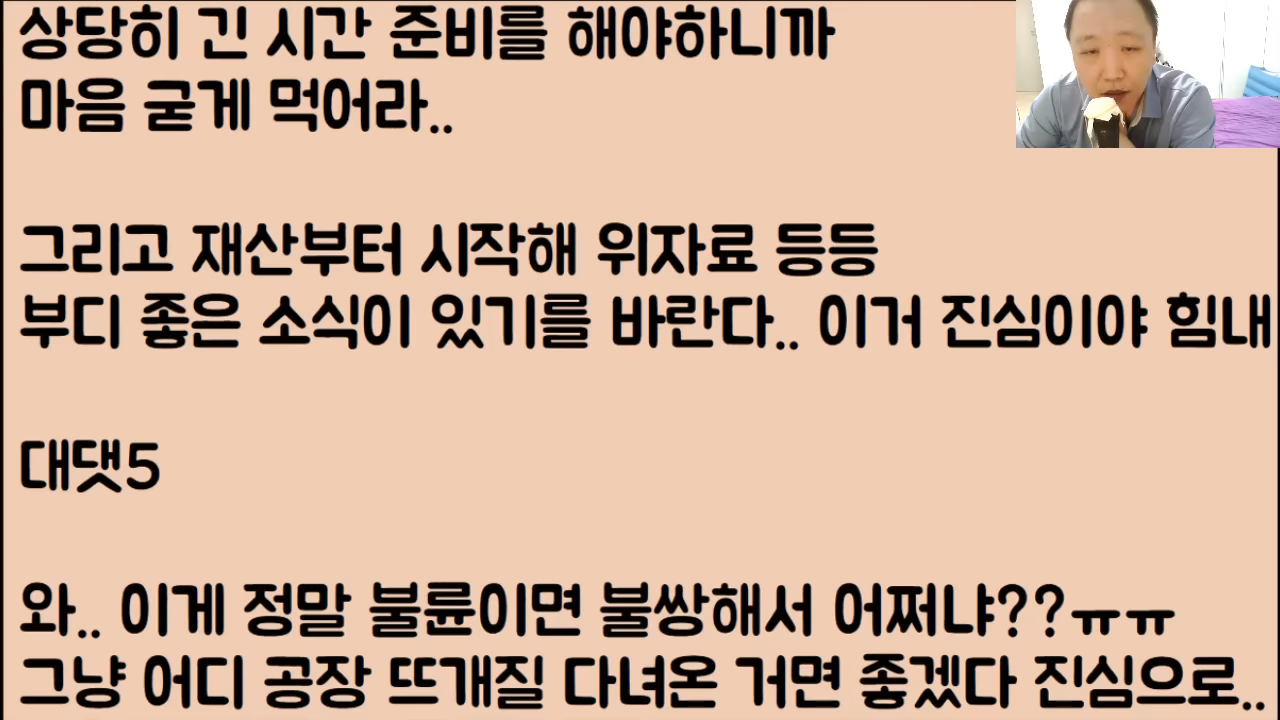 상당히 긴 시간 준비를 해야하니까
마음 굳게 먹어라..
그리고 재산부터 시작해 위자료 등등
부디 좋은 소식이 있기를 바란다.. 이거 진심이야 힘내
대댓5
와.. 이게 정말 불륜이면 불쌍해서 어쩌냐??ㅠㅠ
그냥 어디 공장 뜨개질 다녀온 거면 좋겠다 진심으로..